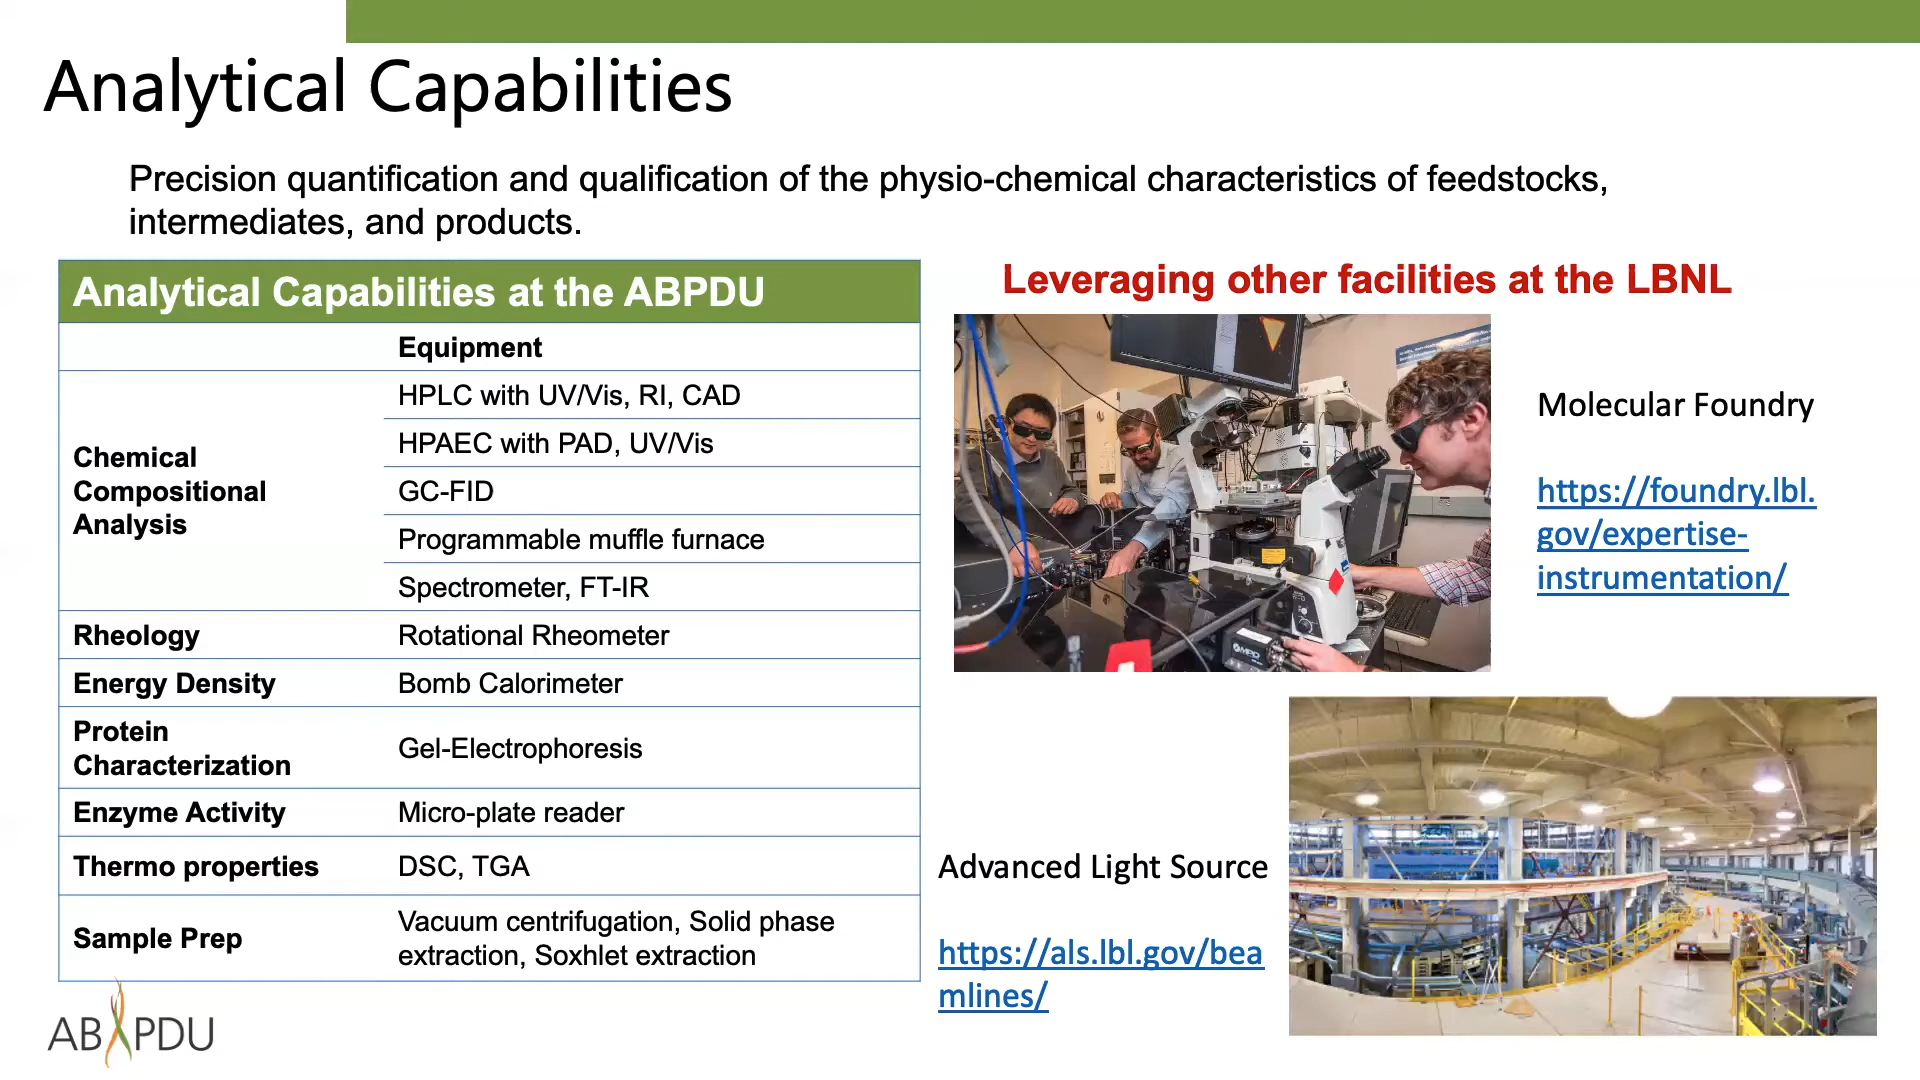 Analytical Capabilities
Precision quantification and qualification of the physio-chemical characteristics of feedstocks,
intermediates, and products.
Analytical Capabilities at the ABPDU
Equipment
Chemical
Compositional
Analysis
HPLC with UV/Vis, RI, CAD
HPAEC with PAD, UV/Vis
GC-FID
Programmable muffle furnace
Spectrometer, FT-IR
Rheology
Rotational Rheometer
Energy Density
Bomb Calorimeter
Protein
Characterization
Gel-Electrophoresis
Enzyme Activity
Micro-plate reader
Thermo properties
DSC, TGA
Sample Prep
Vacuum centrifugation, Solid phase
extraction, Soxhlet extraction
Leveraging other facilities at the LBNL
Molecular Foundry
https://foundry.lbl.
gov/expertise-
instrumentation/
Advanced Light Source
https://als.lbl.gov/bea
mlines/
AB PDU